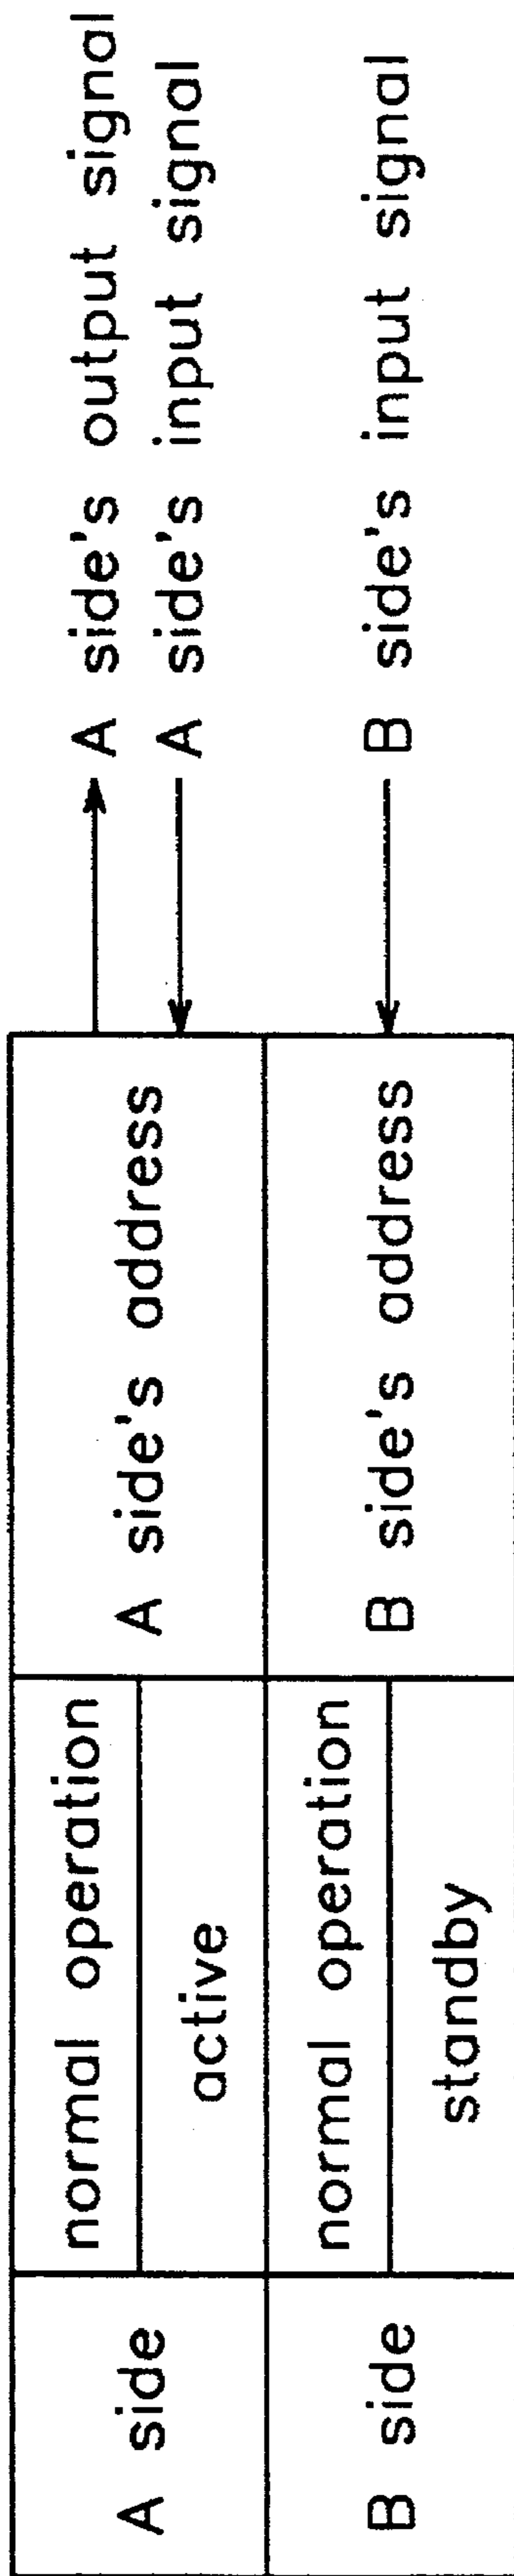 A side
normal operation
active
A side's address
A side's output signal
A side's input signal
B side
normal operation
standby
B side's address
B side's input signal